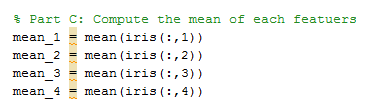 % Part C: Compute the mean of each featuers
mean_1 = mean(iris(:,1))
mean_2 = mean(iris(:,2))
mean_3 = mean(iris(:,3))
mean_4 = mean(iris(:,4))